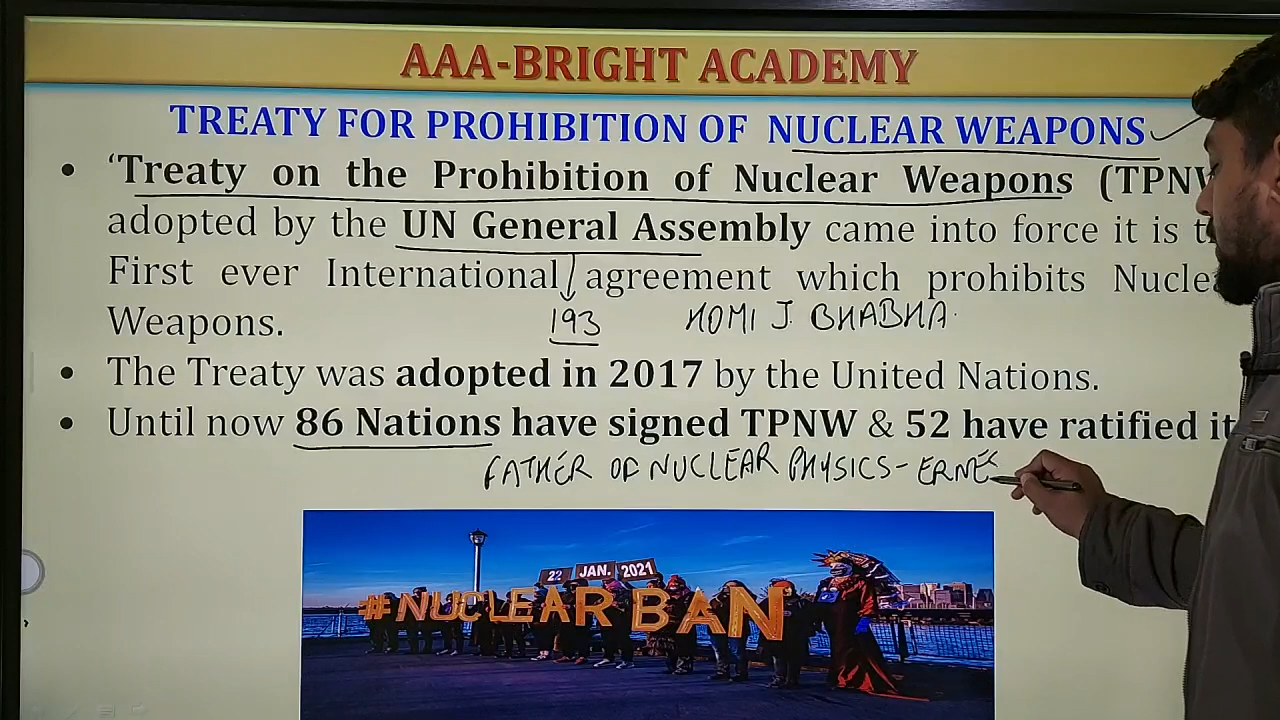 AAA-BRIGHT ACADEMY
TREATY FOR PROHIBITION OF NUCLEAR WEAPONS
• ‘Treaty on the Prohibition of Nuclear Weapons (TPNW
adopted by the UN General Assembly came into force it is
First ever International agreement which prohibits
Weapons.
193 HOMI J. BHABHA
• The Treaty was adopted in 2017 by the United Nations.
• Until now 86 Nations have signed TPNW & 52 have ratified it
FATHER OF NUCLEAR PHYSICS - ERNES
22 JAN. 2021
#NUCLEAR BAN